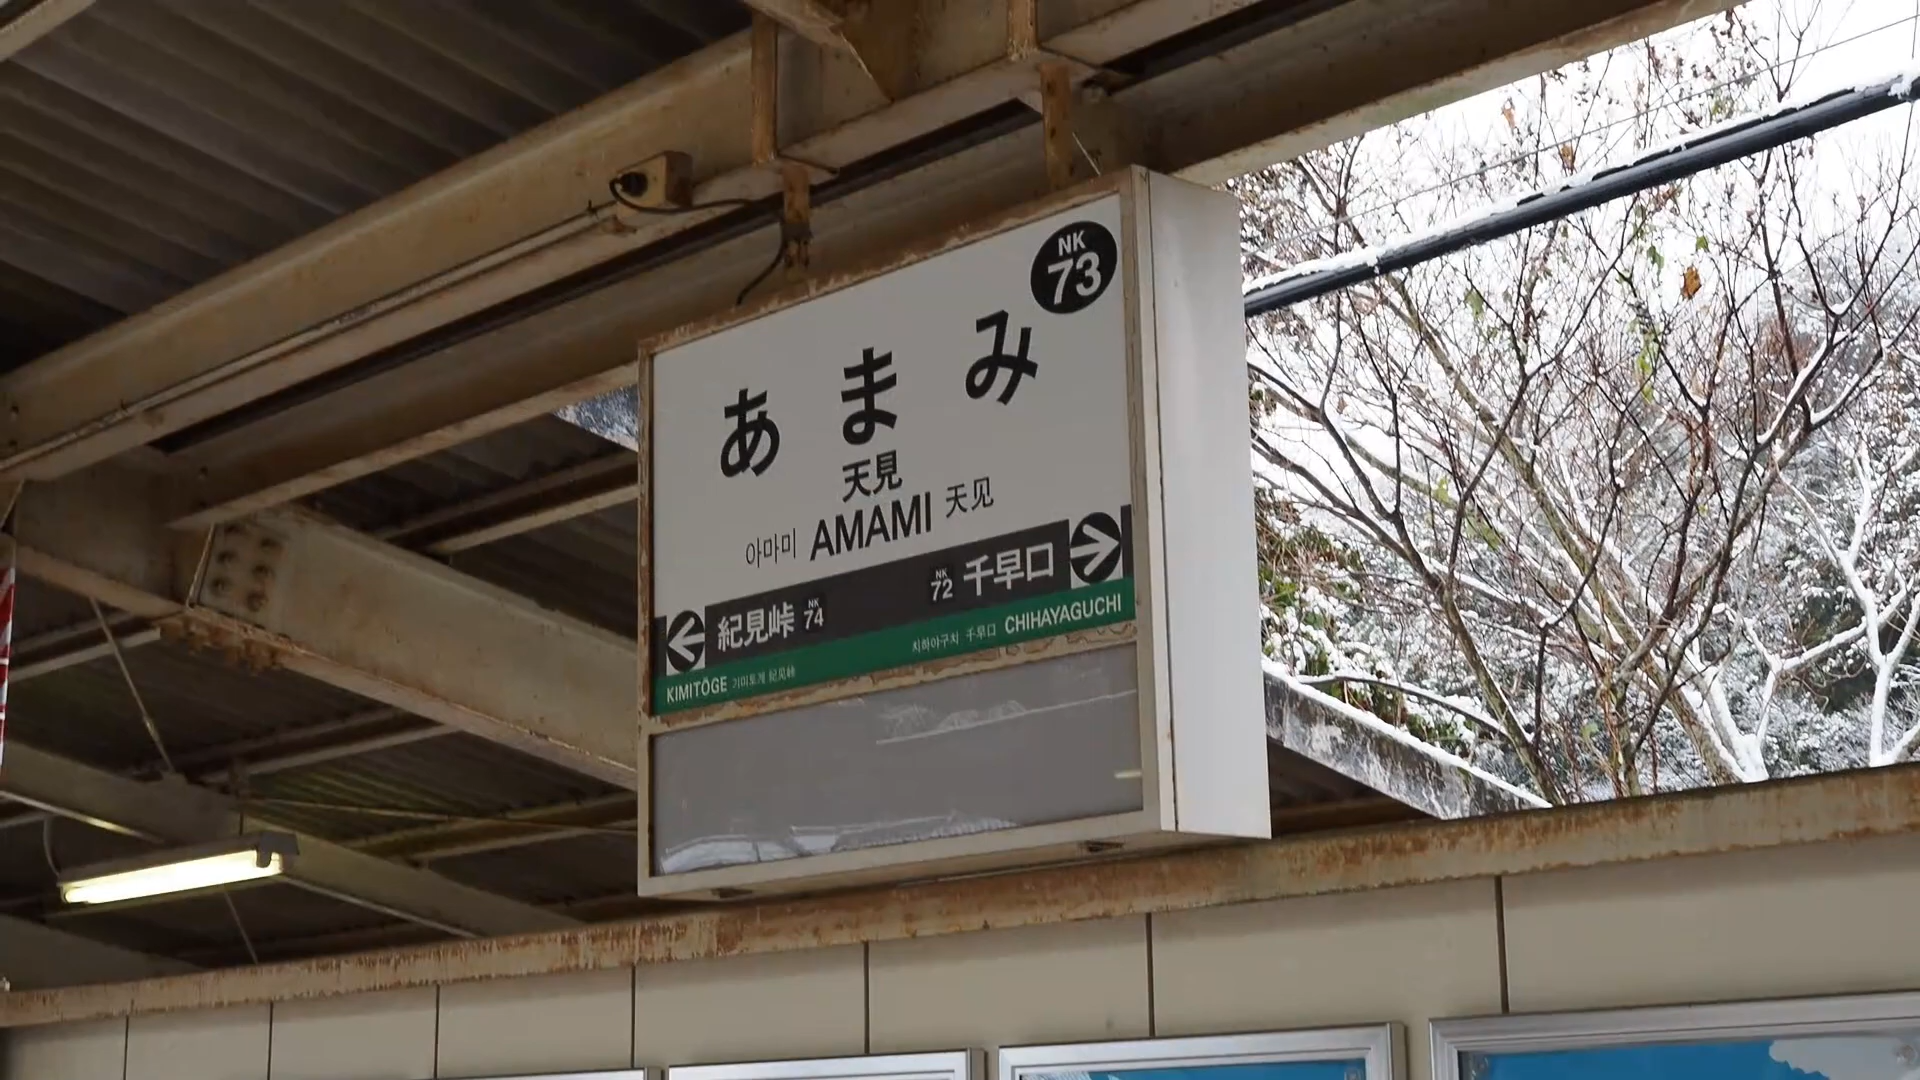 NK
73
あまみ
天見
아마미 AMAMI 天见
NK 72 千早口
紀見峠 NK 74
치하야구치 千早口 CHIHAYAGUCHI
KIMITŌGE 기미토게 纪见峠